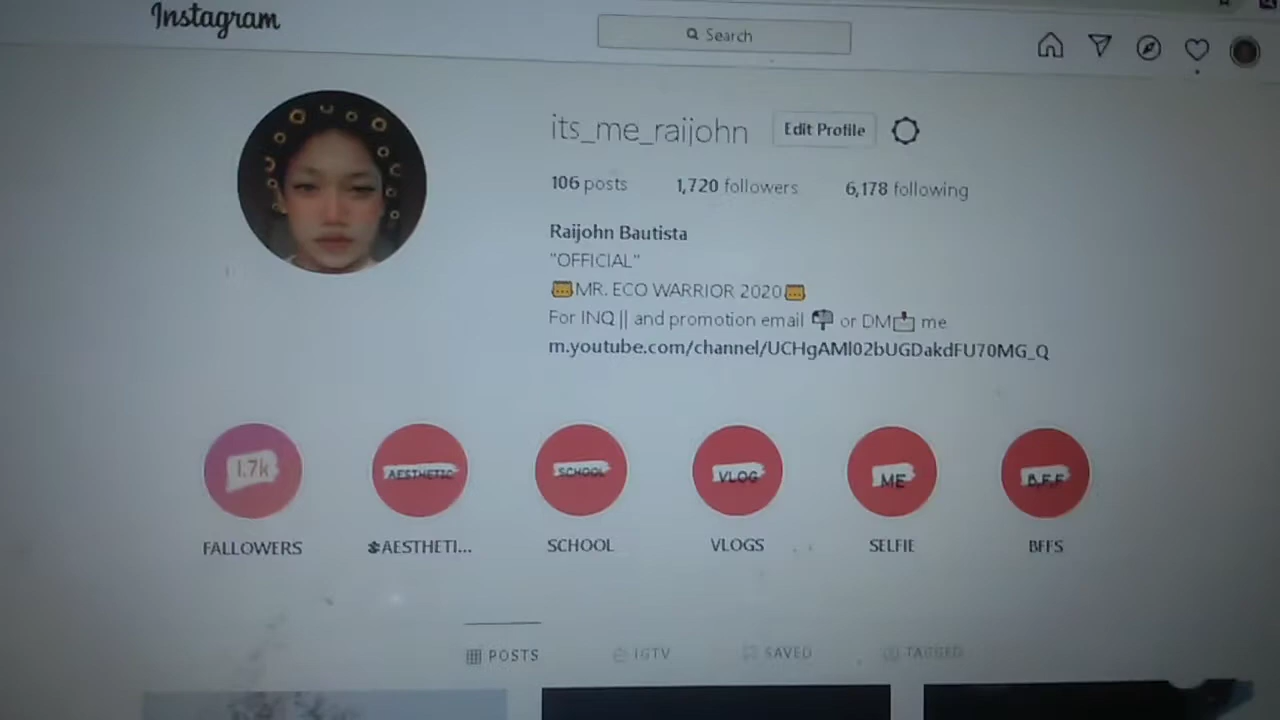 Instagram
Search
its_me_raijohn Edit Profile
106 posts 1,720 followers 6,178 following
Raijohn Bautista
"OFFICIAL"
MR. ECO WARRIOR 2020
For INQ || and promotion email 📫 or DM📩 me
m.youtube.com/channel/UCHgAMl02bUGDakdFU70MG_Q
1.7k AESTHETIC SCHOOL VLOG ME B.F.F
FALLOWERS AESTHETI... SCHOOL VLOGS SELFIE BFFS
POSTS IGTV SAVED TAGGED